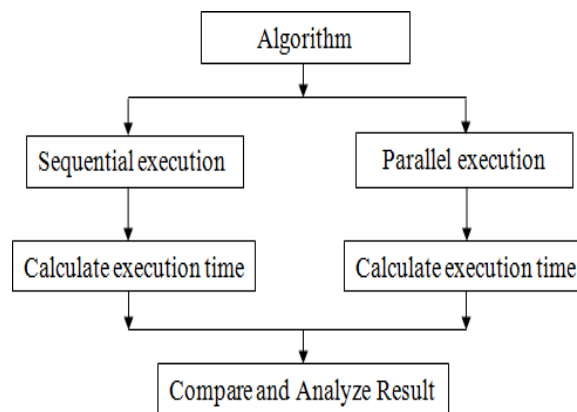 Algorithm
Sequential execution
Parallel execution
Calculate execution time
Calculate execution time
Compare and Analyze Result